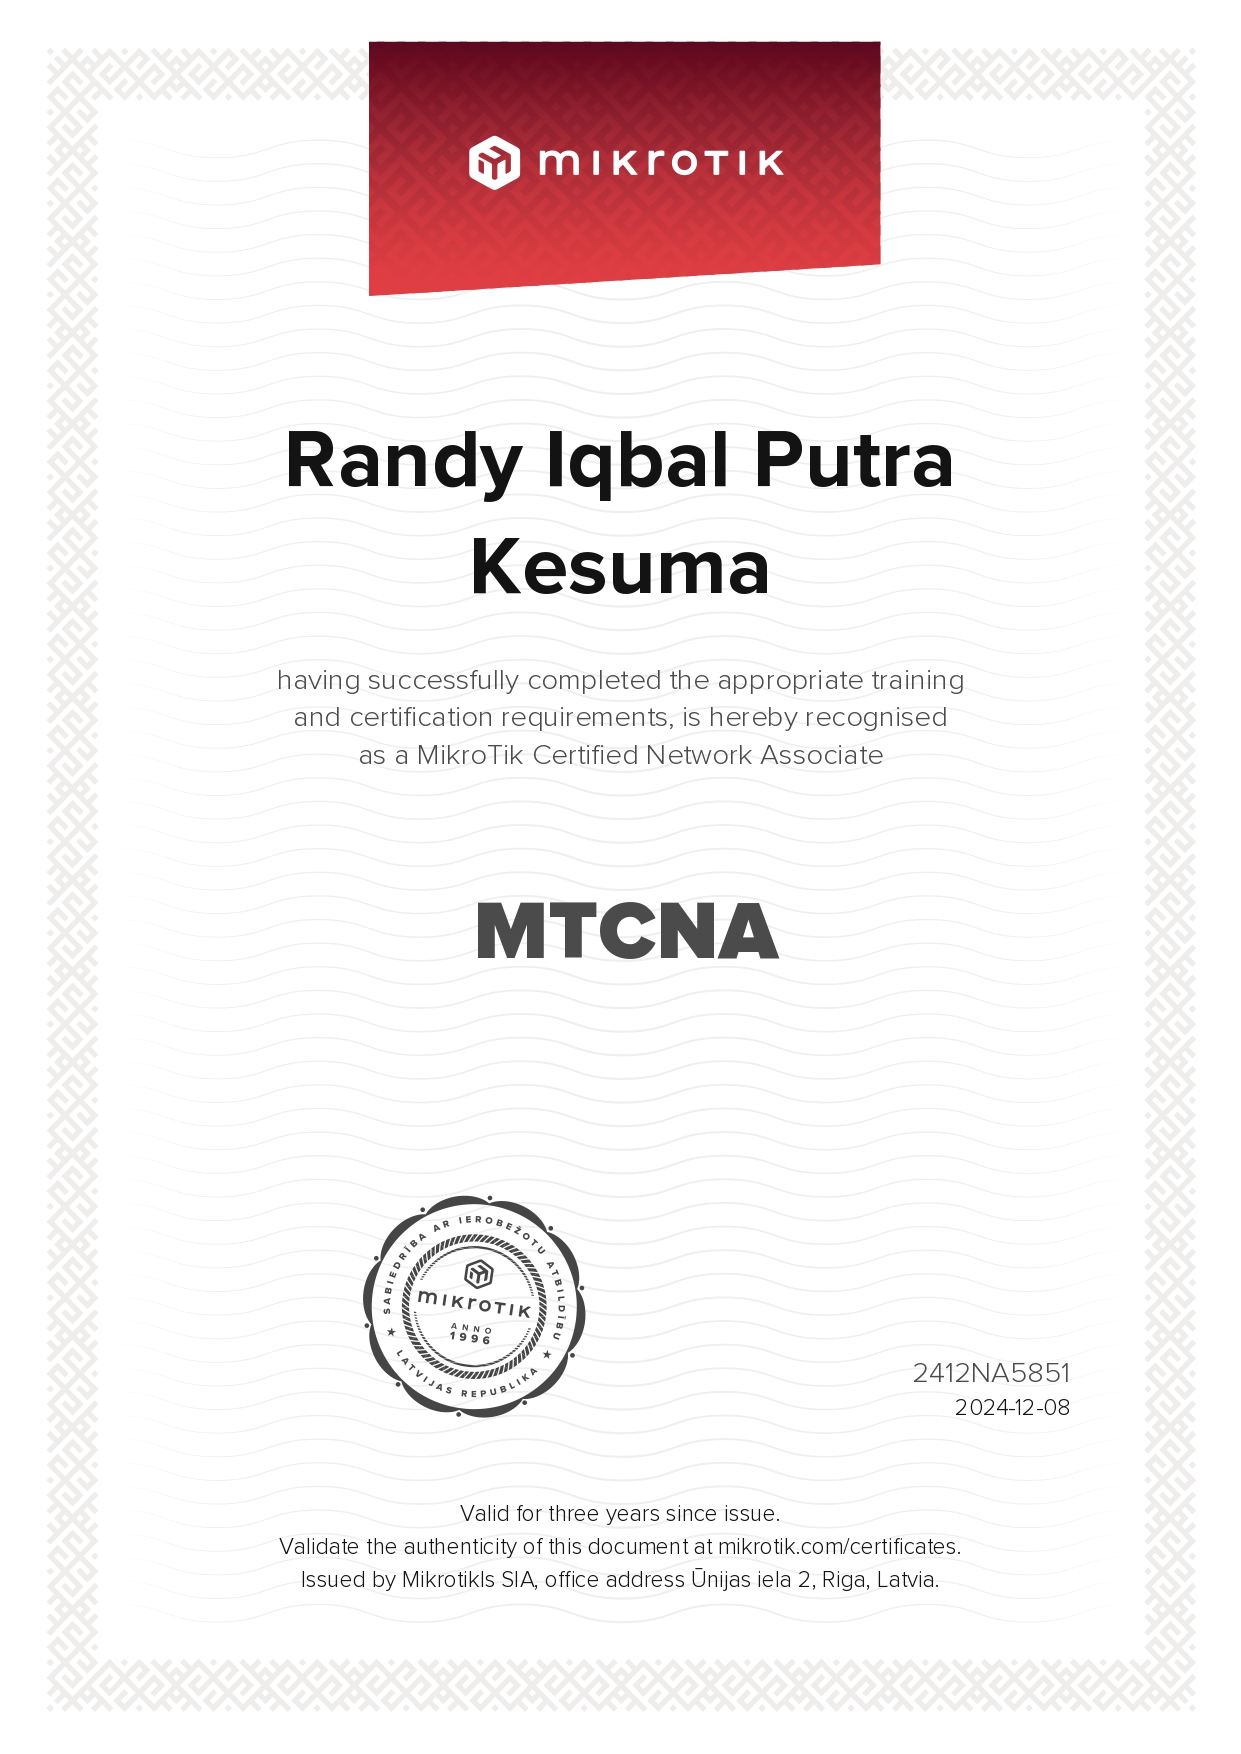 mikrotik
Randy Iqbal Putra
Kesuma
having successfully completed the appropriate training
and certification requirements, is hereby recognised
as a MikroTik Certified Network Associate
MTCNA
SABIEDRĪBA AR IEROBEŽOTU ATBILDĪBU
mikrotik
ANNO
1996
★ LATVIJAS REPUBLIKA ★
2412NA5851
2024-12-08
Valid for three years since issue.
Validate the authenticity of this document at mikrotik.com/certificates.
Issued by Mikrotikls SIA, office address Ūnijas iela 2, Riga, Latvia.